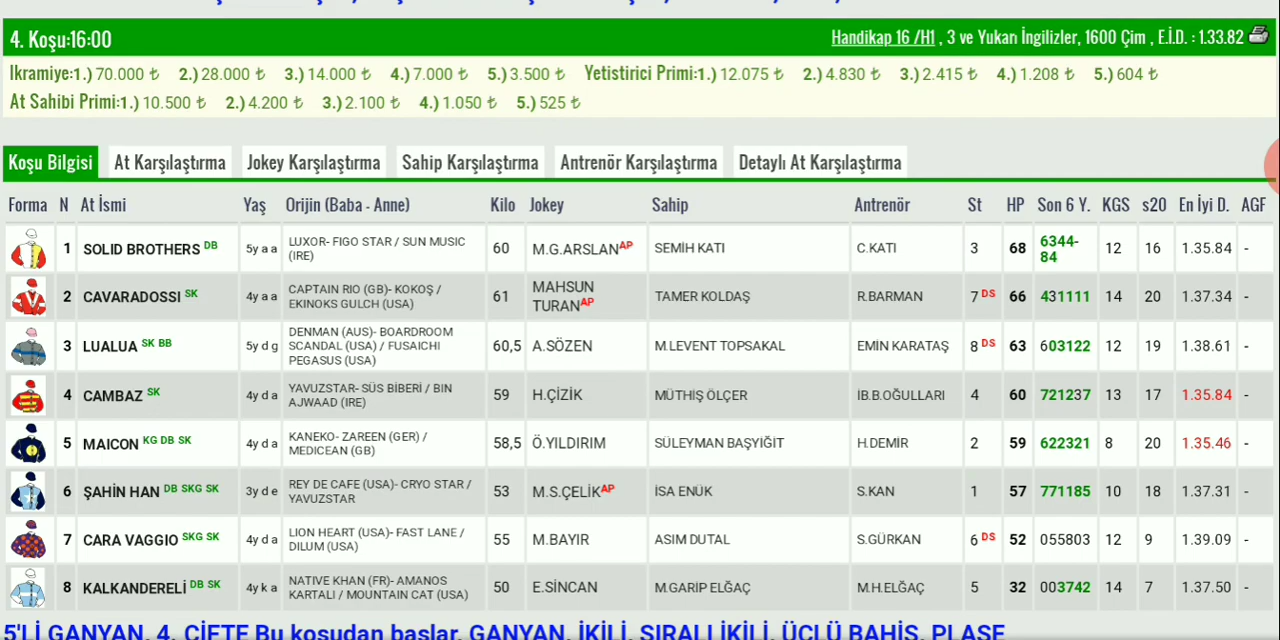 4. Koşu:16:00 Handikap 16 /H1 , 3 ve Yukarı İngilizler, 1600 Çim , E.İ.D. : 1.33.82
Ikramiye:1.) 70.000 ₺ 2.) 28.000 ₺ 3.) 14.000 ₺ 4.) 7.000 ₺ 5.) 3.500 ₺ Yetistirici Primi:1.) 12.075 ₺ 2.) 4.830 ₺ 3.) 2.415 ₺ 4.) 1.208 ₺ 5.) 604 ₺
At Sahibi Primi:1.) 10.500 ₺ 2.) 4.200 ₺ 3.) 2.100 ₺ 4.) 1.050 ₺ 5.) 525 ₺
Koşu Bilgisi At Karşılaştırma Jokey Karşılaştırma Sahip Karşılaştırma Antrenör Karşılaştırma Detaylı At Karşılaştırma
Forma N At İsmi Yaş Orijin (Baba - Anne) Kilo Jokey Sahip Antrenör St HP Son 6 Y. KGS s20 En İyi D. AGF
1 SOLID BROTHERS DB 5y a a LUXOR- FIGO STAR / SUN MUSIC (IRE) 60 M.G.ARSLAN AP SEMİH KATI C.KATI 3 68 6344-84 12 16 1.35.84 -
2 CAVARADOSSI SK 4y a a CAPTAIN RIO (GB)- KOKOŞ / EKINOKS GULCH (USA) 61 MAHSUN TURAN AP TAMER KOLDAŞ R.BARMAN 7 DS 66 431111 14 20 1.37.34 -
3 LUALUA SK BB 5y d g DENMAN (AUS)- BOARDROOM SCANDAL (USA) / FUSAICHI PEGASUS (USA) 60,5 A.SÖZEN M.LEVENT TOPSAKAL EMİN KARATAŞ 8 DS 63 603122 12 19 1.38.61 -
4 CAMBAZ SK 4y d a YAVUZSTAR- SÜS BİBERİ / BIN AJWAAD (IRE) 59 H.ÇİZİK MÜTHİŞ ÖLÇER IB.B.OĞULLARI 4 60 721237 13 17 1.35.84 -
5 MAICON KG DB SK 4y d a KANEKO- ZAREEN (GER) / MEDICEAN (GB) 58,5 Ö.YILDIRIM SÜLEYMAN BAŞYİĞİT H.DEMİR 2 59 622321 8 20 1.35.46 -
6 ŞAHİN HAN DB SKG SK 3y d e REY DE CAFE (USA)- CRYO STAR / YAVUZSTAR 53 M.S.ÇELİK AP İSA ENÜK S.KAN 1 57 771185 10 18 1.37.31 -
7 CARA VAGGIO SKG SK 4y d a LION HEART (USA)- FAST LANE / DILUM (USA) 55 M.BAYIR ASIM DUTAL S.GÜRKAN 6 DS 52 055803 12 9 1.39.09 -
8 KALKANDERELİ DB SK 4y k a NATIVE KHAN (FR)- AMANOS KARTALI / MOUNTAIN CAT (USA) 50 E.SİNCAN M.GARİP ELĞAÇ M.H.ELĞAÇ 5 32 003742 14 7 1.37.50 -
5'Lİ GANYAN, 4. ÇİFTE Bu koşudan başlar. GANYAN, İKİLİ, SIRALI İKİLİ, ÜÇLÜ BAHİS, PLASE